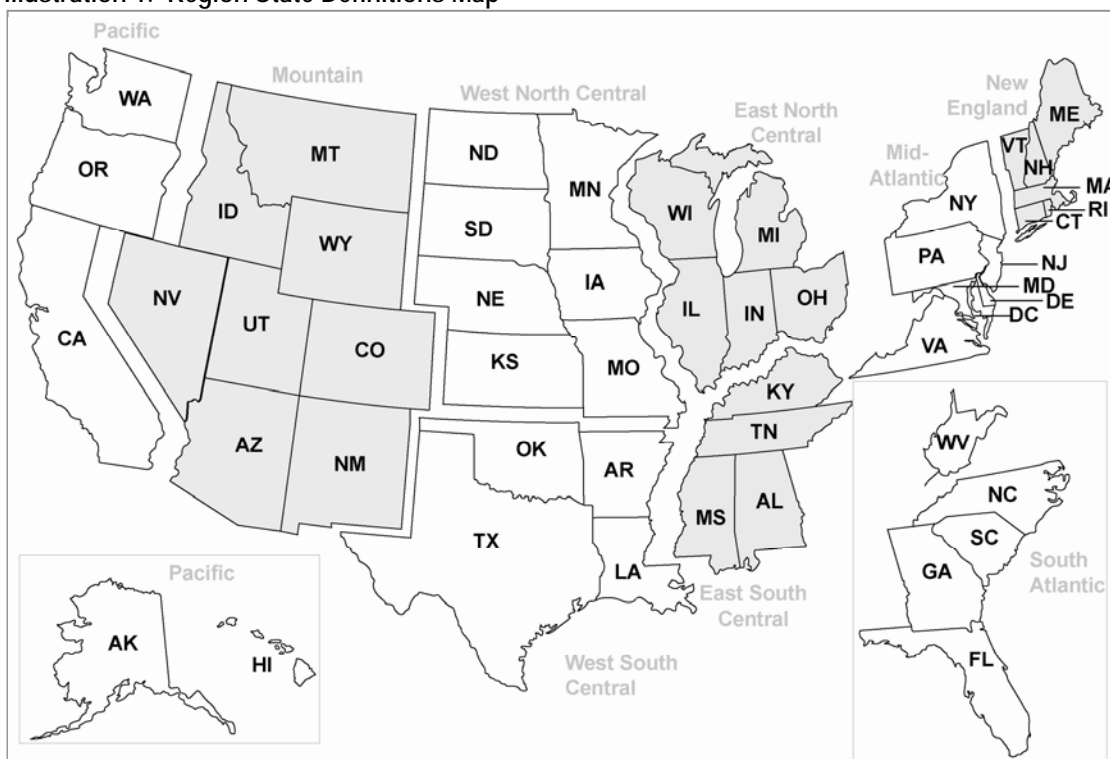 Illustration Region State Definitions Map
Pacific
Mountain
West North Central
East North
Central
New
England
Mid-
Atlantic
WA
OR
CA
MT
ID
WY
NV
UT
CO
AZ
NM
ND
SD
NE
KS
MN
IA
MO
OK
AR
TX
LA
WI
MI
IL
IN
OH
KY
TN
MS
AL
ME
VT
NH
MA
RI
CT
NY
PA
NJ
MD
DE
DC
VA
East South
Central
West South
Central
Pacific
AK
HI
WV
NC
SC
GA
FL
South
Atlantic